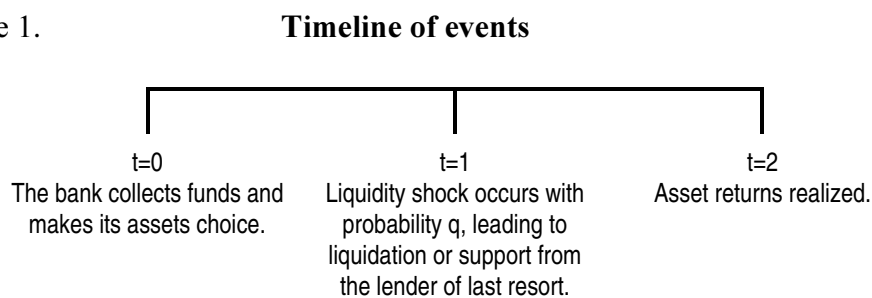 e 1. Timeline of events
t=0
The bank collects funds and
makes its assets choice.
t=1
Liquidity shock occurs with
probability q, leading to
liquidation or support from
the lender of last resort.
t=2
Asset returns realized.